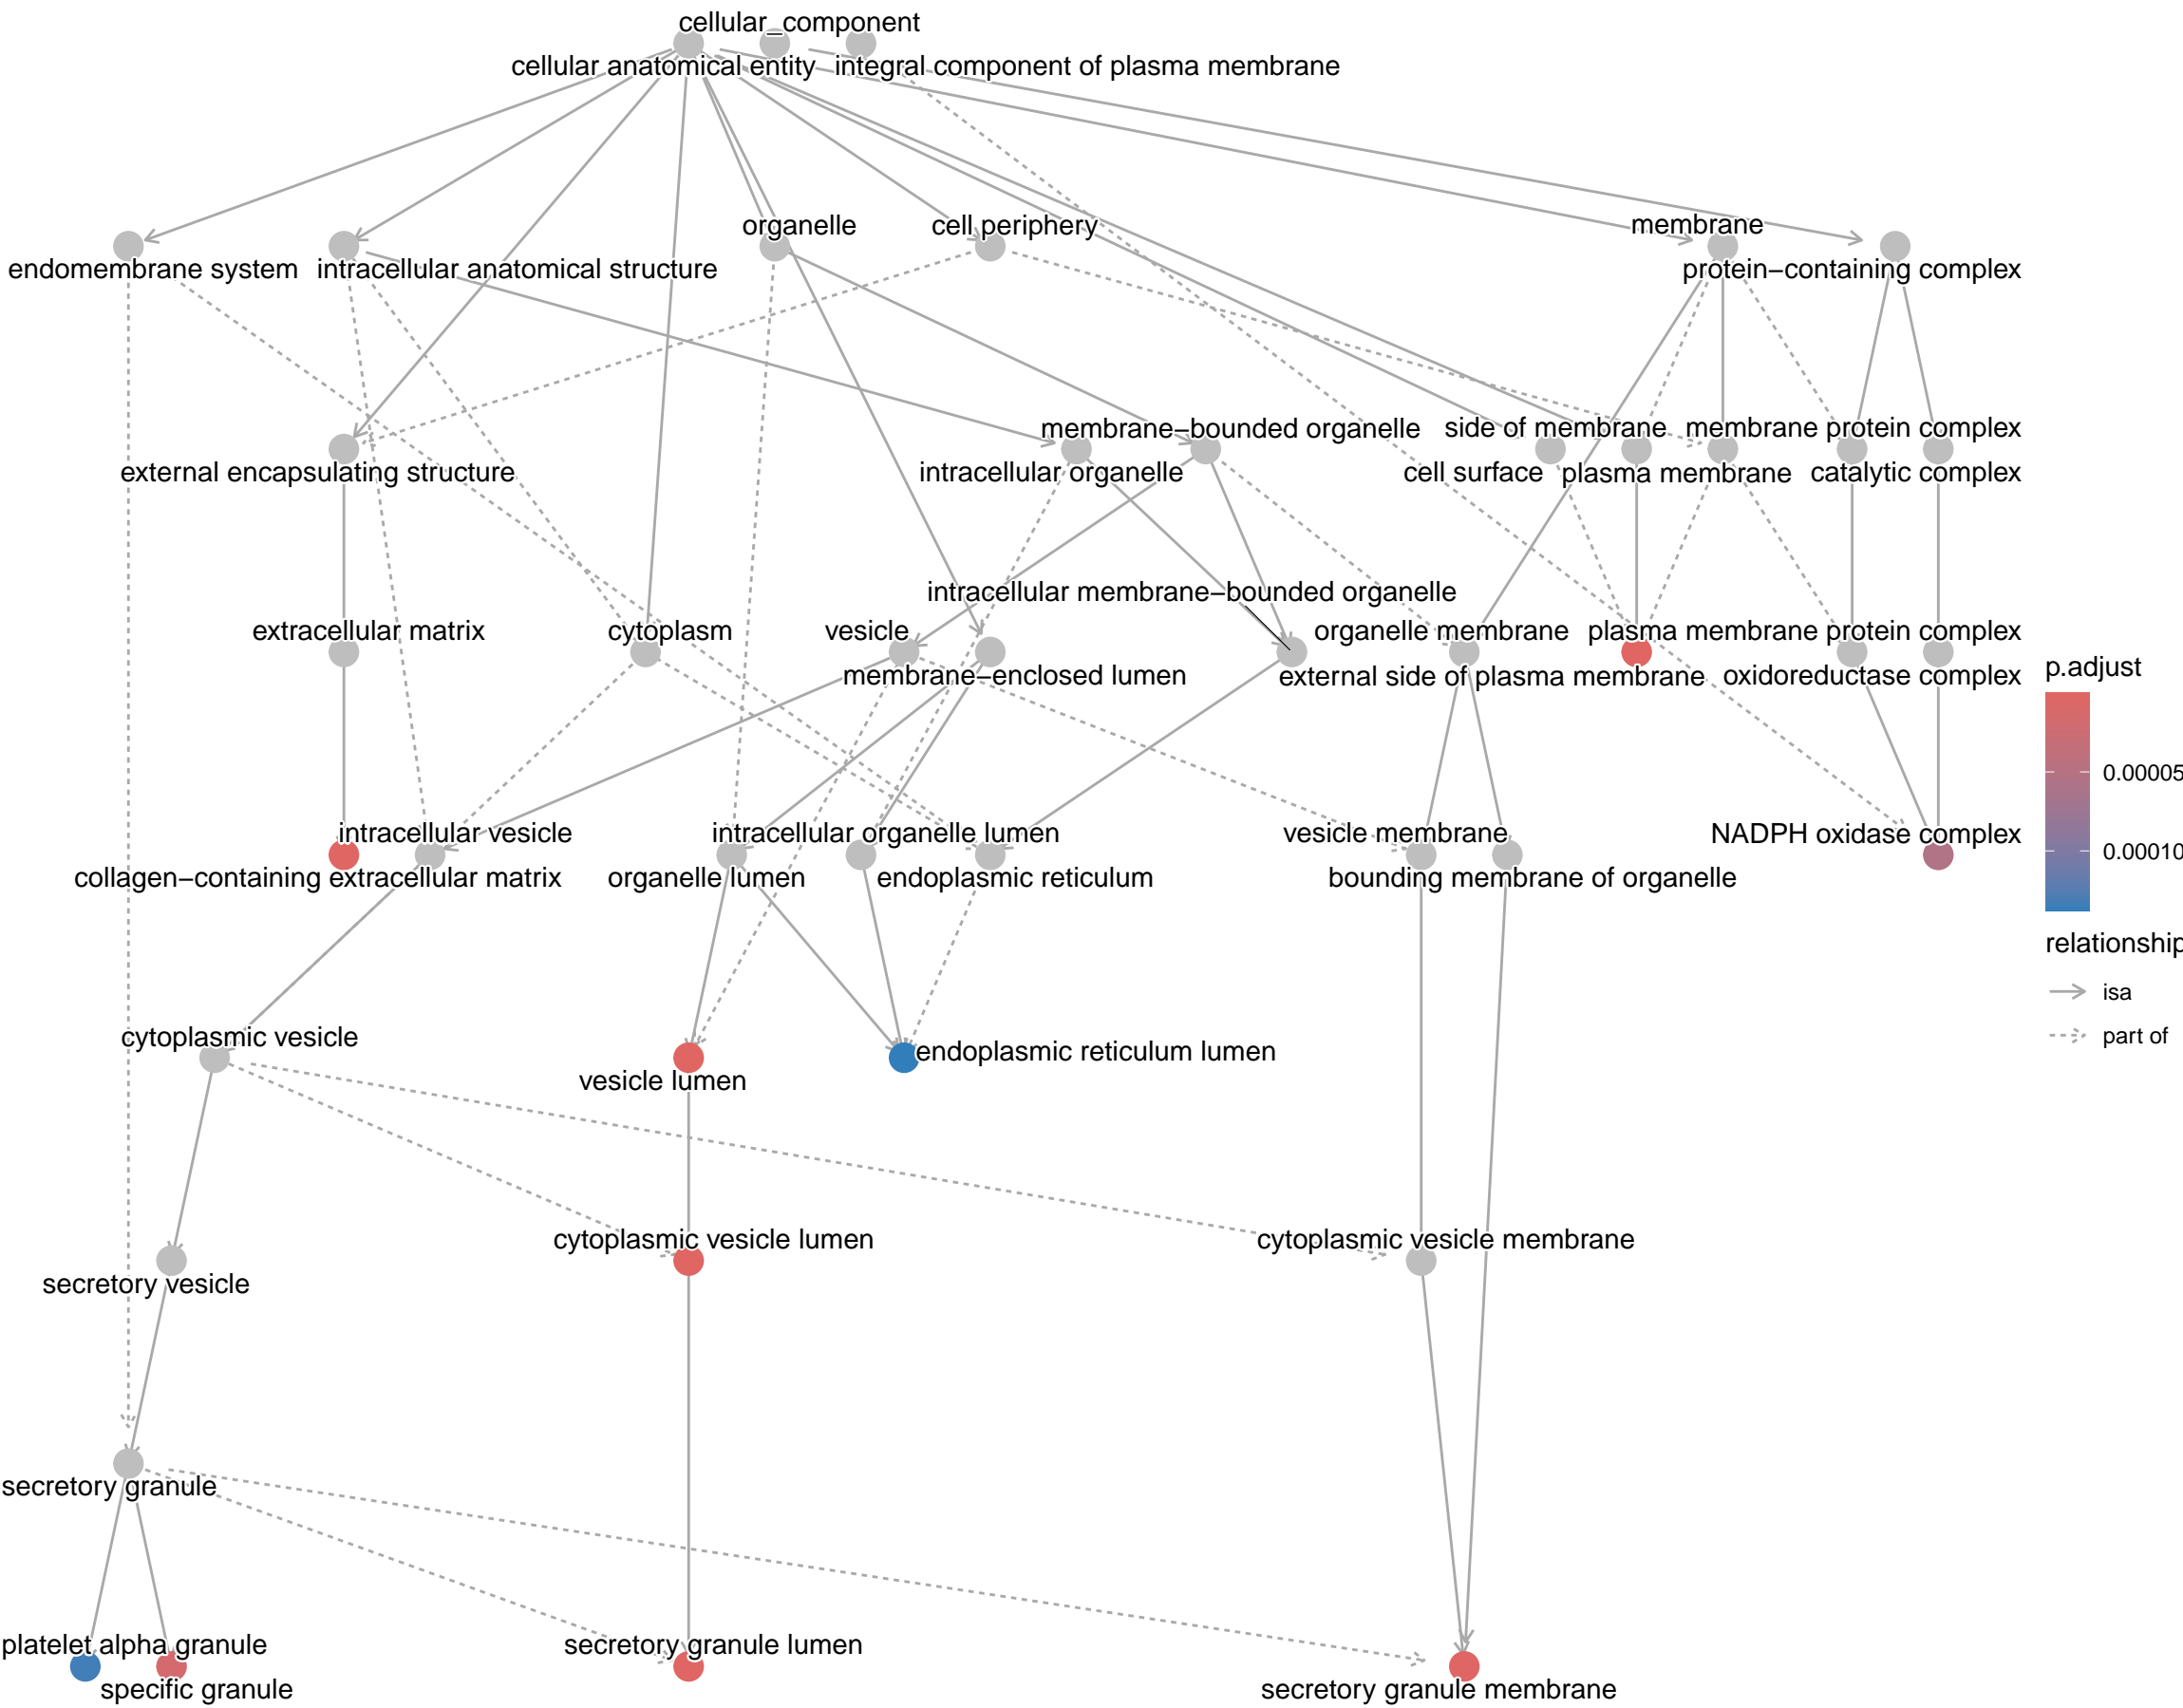 cellular_component
cellular anatomical entity
integral component of plasma membrane
organelle
cell periphery
membrane
endomembrane system
intracellular anatomical structure
protein−containing complex
membrane−bounded organelle
side of membrane
membrane protein complex
external encapsulating structure
intracellular organelle
cell surface
plasma membrane
catalytic complex
intracellular membrane−bounded organelle
extracellular matrix
cytoplasm
vesicle
organelle membrane
plasma membrane protein complex
membrane−enclosed lumen
external side of plasma membrane
oxidoreductase complex
p.adjust
0.00005
0.00010
intracellular vesicle
intracellular organelle lumen
vesicle membrane
NADPH oxidase complex
collagen−containing extracellular matrix
organelle lumen
endoplasmic reticulum
bounding membrane of organelle
relationship
isa
part of
cytoplasmic vesicle
endoplasmic reticulum lumen
vesicle lumen
cytoplasmic vesicle lumen
cytoplasmic vesicle membrane
secretory vesicle
secretory granule
platelet alpha granule
secretory granule lumen
specific granule
secretory granule membrane